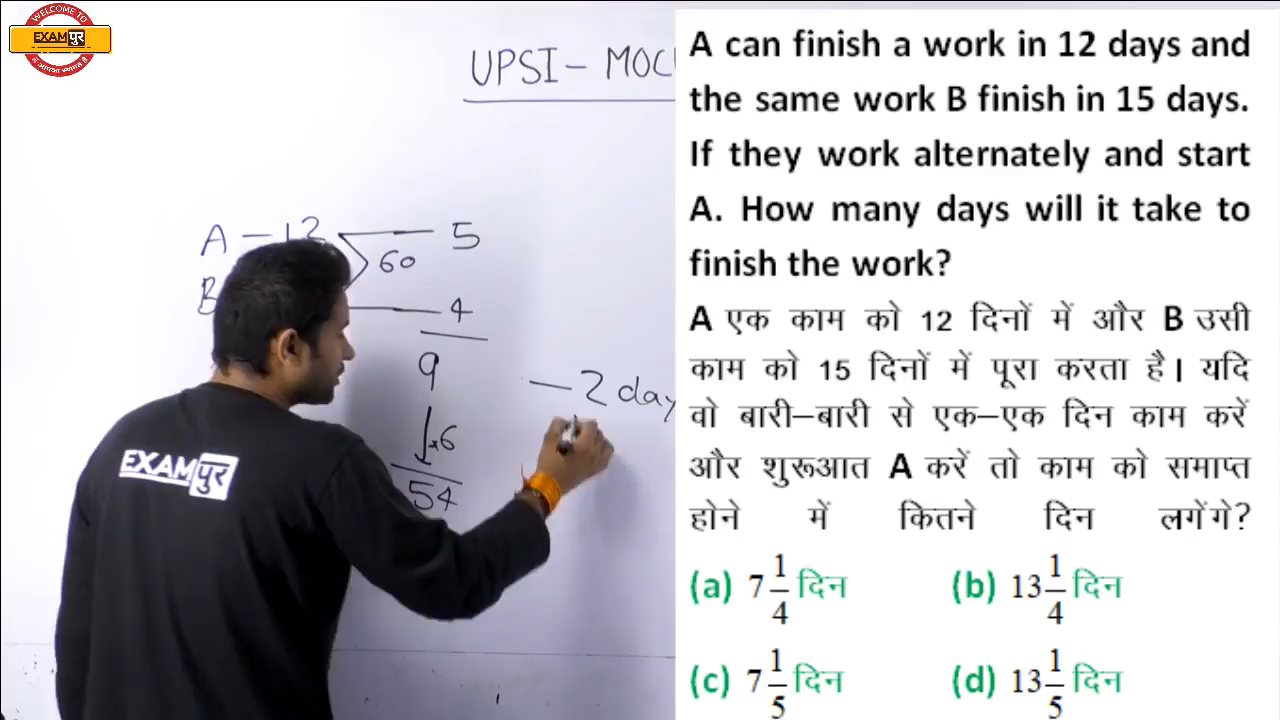 WELCOME TO
EXAMपुर
UPSI- MOC
A - 12
5
60
B
4
9
- 2 day
×6
54
EXAMपुर
A can finish a work in 12 days and
the same work B finish in 15 days.
If they work alternately and start
A. How many days will it take to
finish the work?
A एक काम को 12 दिनों में और B उसी
काम को 15 दिनों में पूरा करता है। यदि
वो बारी–बारी से एक–एक दिन काम करें
और शुरूआत A करें तो काम को समाप्त
होने में कितने दिन लगेंगे?
(a) 7 1/4 दिन (b) 13 1/4 दिन
(c) 7 1/5 दिन (d) 13 1/5 दिन